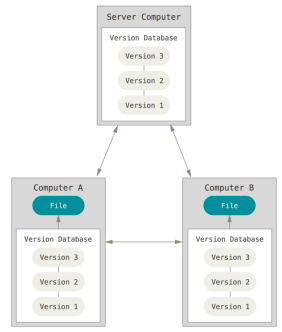 Server Computer
Version Database
Version 3
Version 2
Version 1
Computer A
File
Version Database
Version 3
Version 2
Version 1
Computer B
File
Version Database
Version 3
Version 2
Version 1